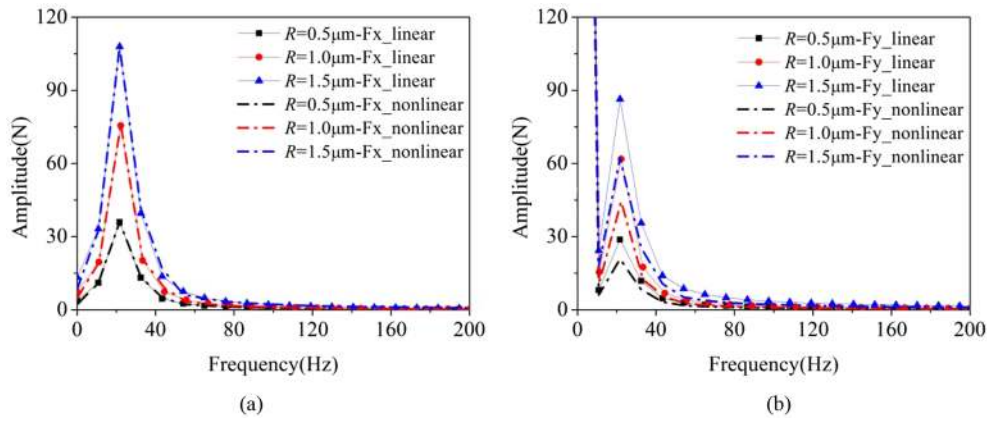 120
90
60
30
0
Amplitude(N)
R=0.5μm-Fx_linear
R=1.0μm-Fx_linear
R=1.5μm-Fx_linear
R=0.5μm-Fx_nonlinear
R=1.0μm-Fx_nonlinear
R=1.5μm-Fx_nonlinear
0 40 80 120 160 200
Frequency(Hz)
(a)
120
90
60
30
0
Amplitude(N)
R=0.5μm-Fy_linear
R=1.0μm-Fy_linear
R=1.5μm-Fy_linear
R=0.5μm-Fy_nonlinear
R=1.0μm-Fy_nonlinear
R=1.5μm-Fy_nonlinear
0 40 80 120 160 200
Frequency(Hz)
(b)